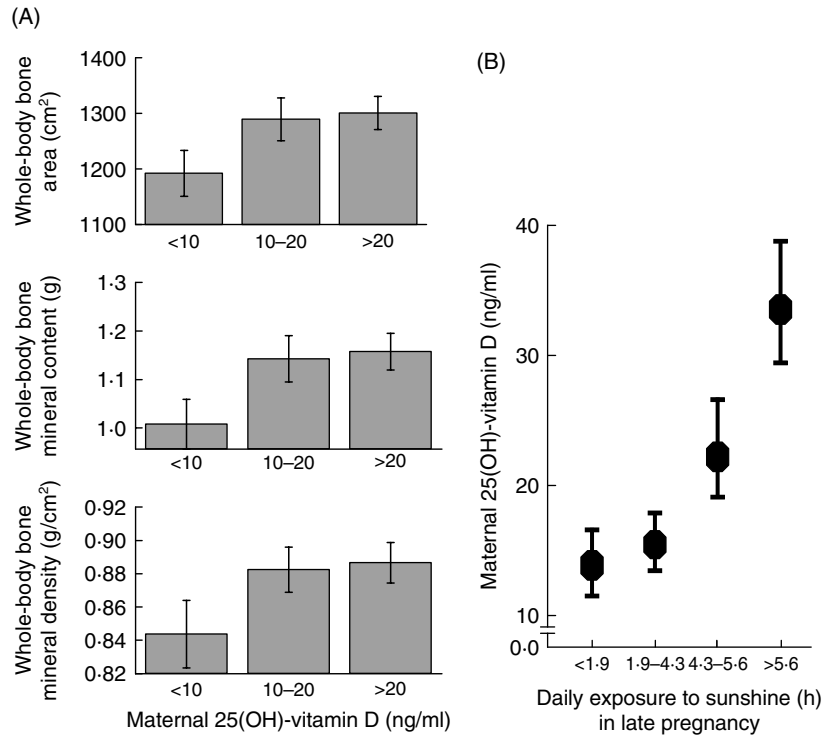 (A)
Whole-body bone
area (cm²)
1400
1300
1200
1100
<10
10–20
>20
Whole-body bone
mineral content (g)
1·3
1·2
1·1
1·0
<10
10–20
>20
Whole-body bone
mineral density (g/cm²)
0·92
0·90
0·88
0·86
0·84
0·82
<10
10–20
>20
Maternal 25(OH)-vitamin D (ng/ml)
(B)
Maternal 25(OH)-vitamin D (ng/ml)
40
30
20
10
0·0
<1·9
1·9–4·3
4·3–5·6
>5·6
Daily exposure to sunshine (h)
in late pregnancy